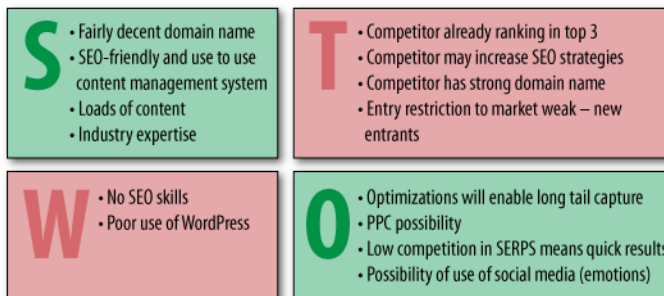 S
• Fairly decent domain name
• SEO-friendly and use to use
content management system
• Loads of content
• Industry expertise
T
• Competitor already ranking in top 3
• Competitor may increase SEO strategies
• Competitor has strong domain name
• Entry restriction to market weak – new
entrants
W
• No SEO skills
• Poor use of WordPress
O
• Optimizations will enable long tail capture
• PPC possibility
• Low competition in SERPS means quick results
• Possibility of use of social media (emotions)